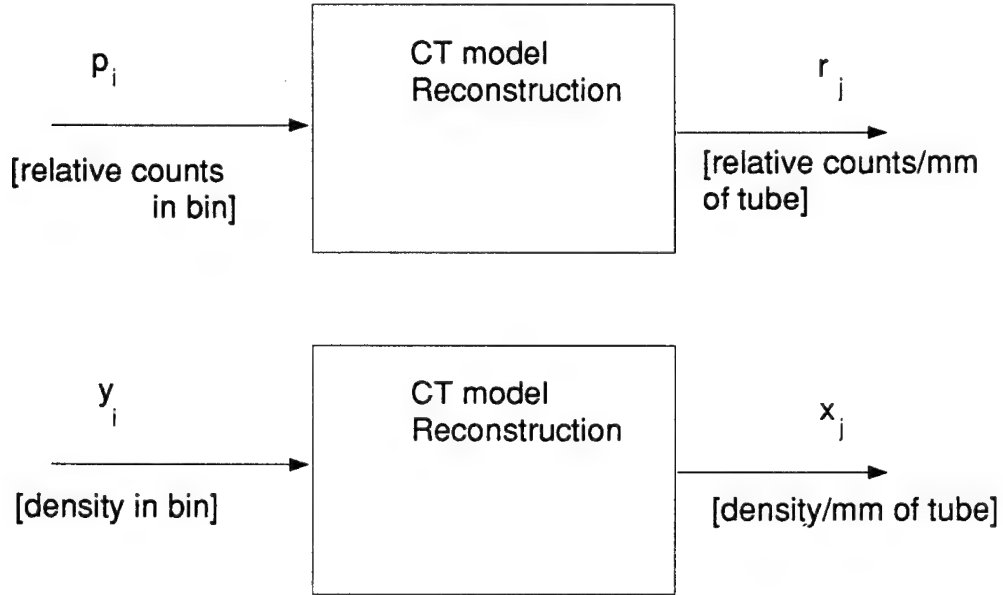 p i
CT model
Reconstruction
r j
[relative counts
in bin]
[relative counts/mm
of tube]
y i
CT model
Reconstruction
x j
[density in bin]
[density/mm of tube]